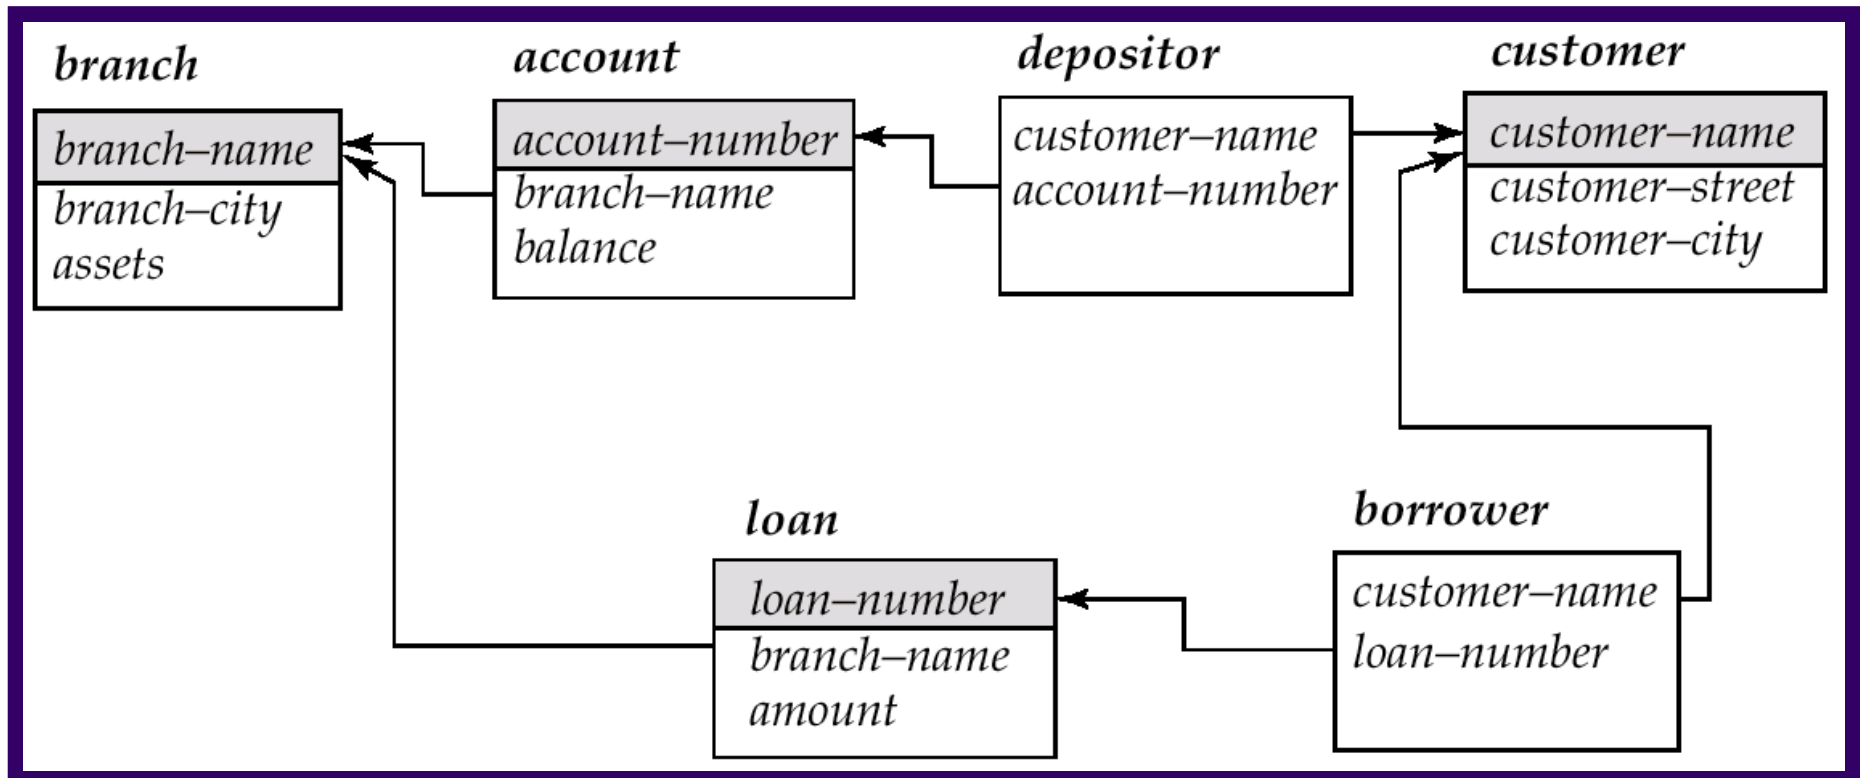 branch
branch–name
branch–city
assets
account
account–number
branch–name
balance
depositor
customer–name
account–number
customer
customer–name
customer–street
customer–city
loan
loan–number
branch–name
amount
borrower
customer–name
loan–number